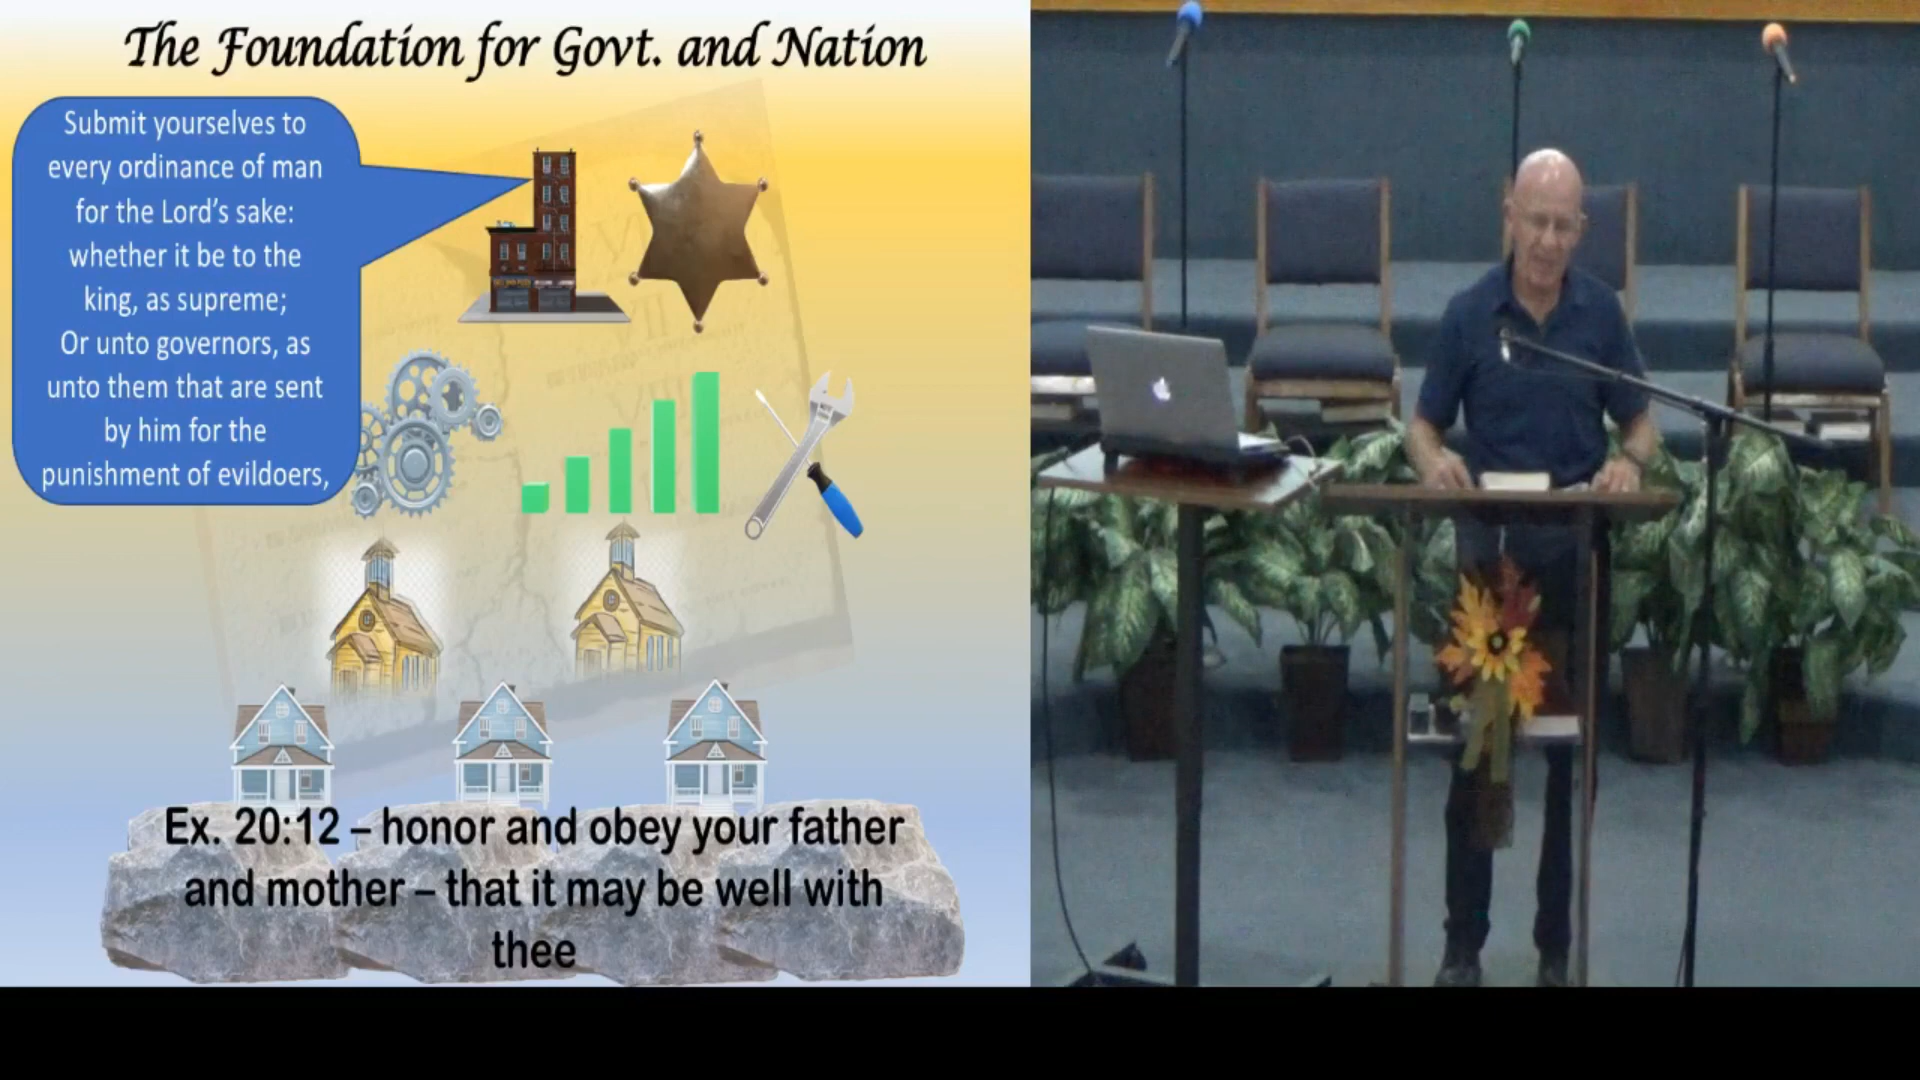 The Foundation for Govt. and Nation
Submit yourselves to
every ordinance of man
for the Lord's sake:
whether it be to the
king, as supreme;
Or unto governors, as
unto them that are sent
by him for the
punishment of evildoers,
VII
VIII
Ex. 20:12 – honor and obey your father
and mother – that it may be well with
thee